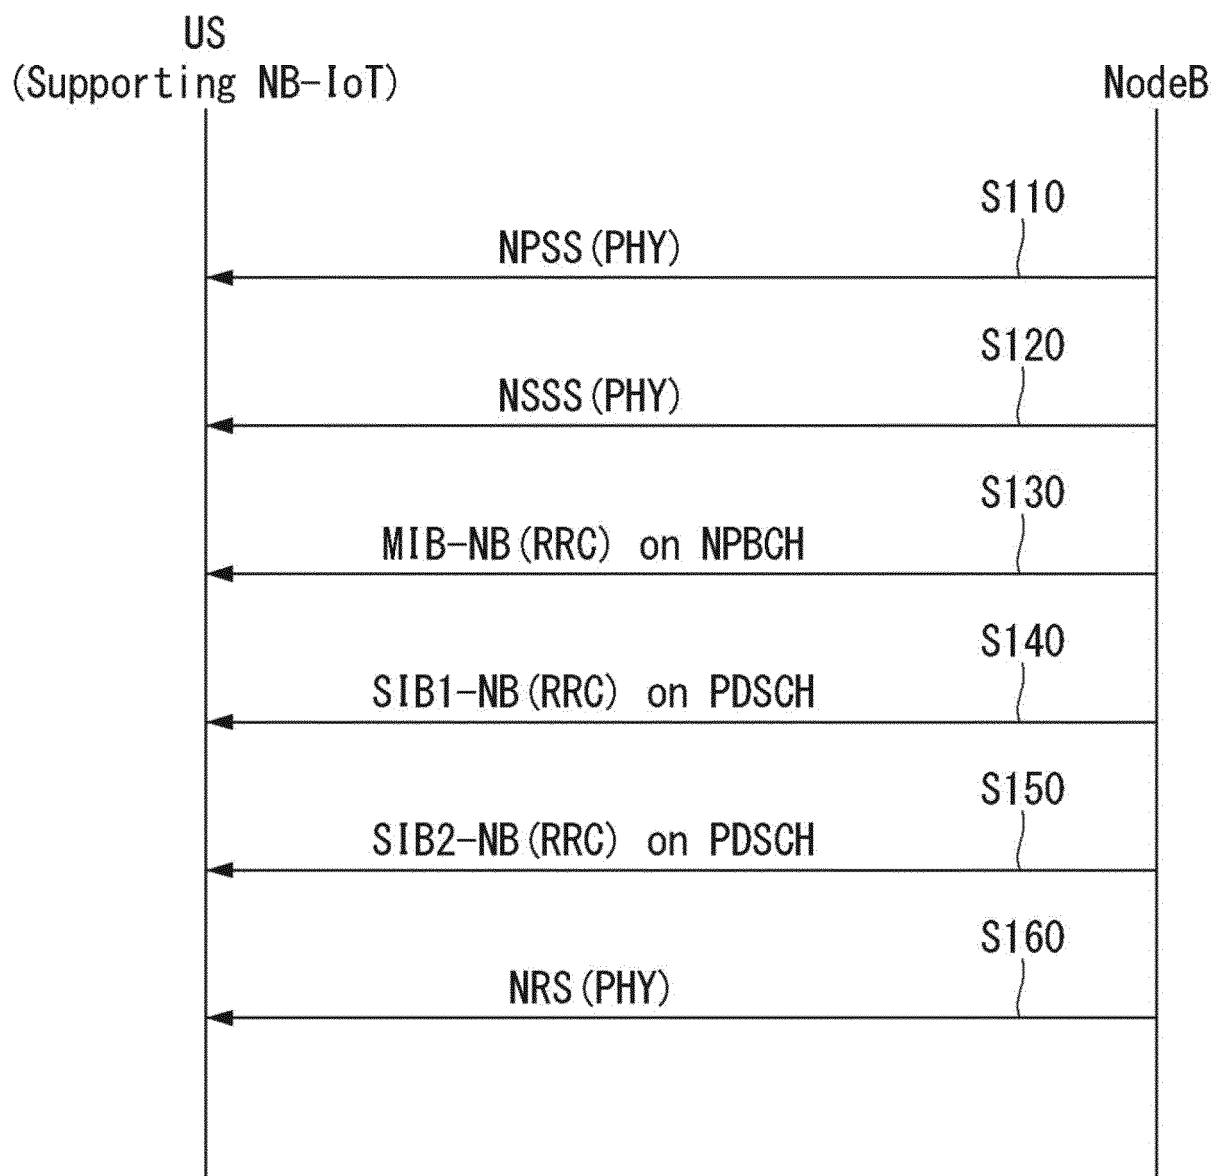 US
(Supporting NB-IoT)
NodeB
S110
NPSS(PHY)
S120
NSSS(PHY)
S130
MIB-NB(RRC) on NPBCH
S140
SIB1-NB(RRC) on PDSCH
S150
SIB2-NB(RRC) on PDSCH
S160
NRS(PHY)